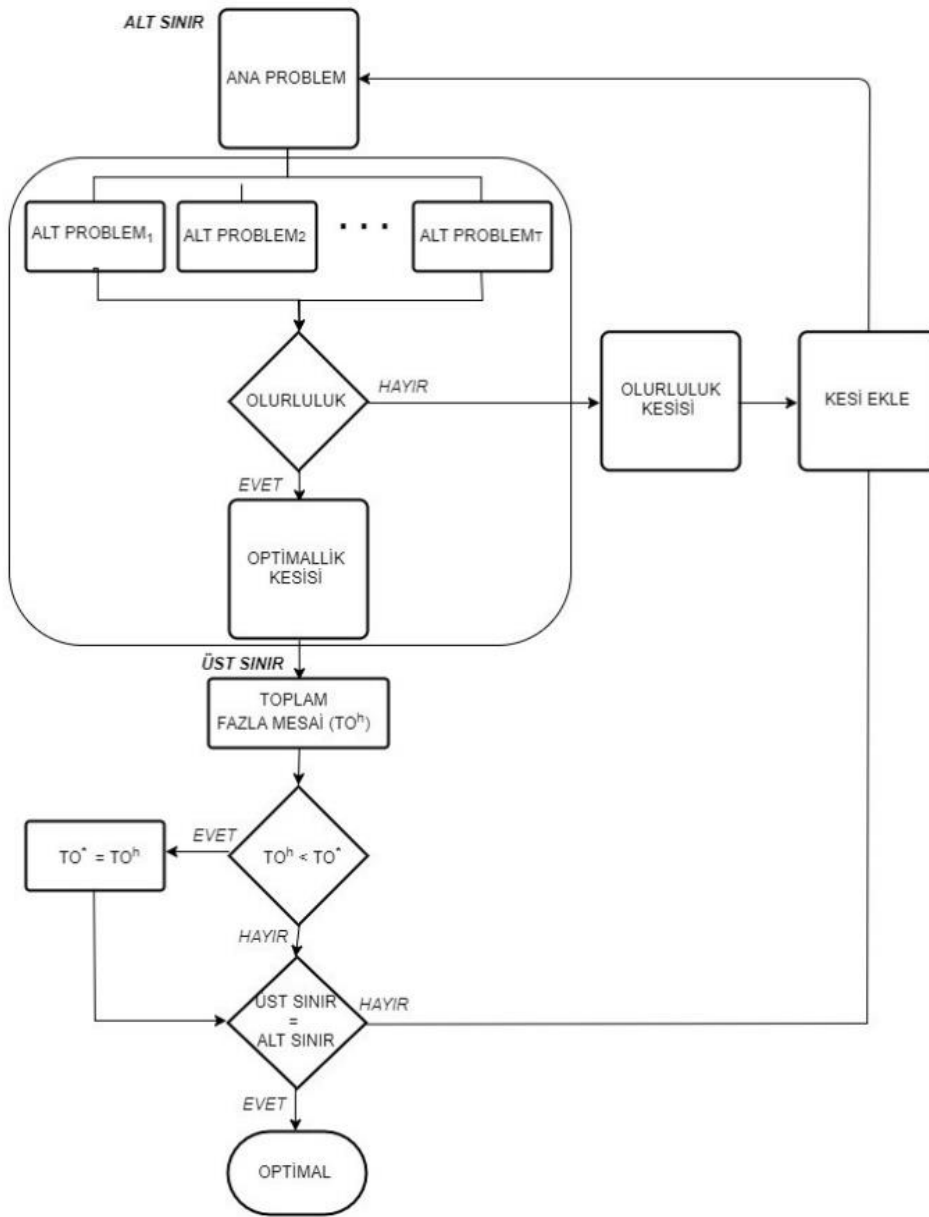 ALT SINIR
ANA PROBLEM
ALT PROBLEM₁
ALT PROBLEM₂
. . .
ALT PROBLEMT
OLURLULUK
HAYIR
OLURLULUK
KESİSİ
KESİ EKLE
EVET
OPTİMALLİK
KESİSİ
ÜST SINIR
TOPLAM
FAZLA MESAİ (TOʰ)
EVET
TO* = TOʰ
TOʰ < TO*
HAYIR
ÜST SINIR
=
ALT SINIR
HAYIR
EVET
OPTİMAL